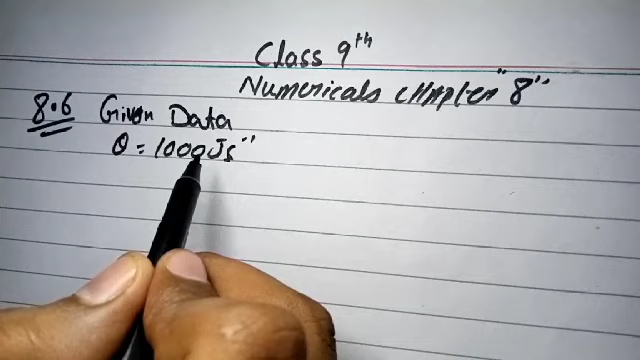 Class 9th
Numericals Chapter "8"
8.6 Given Data
Q = 1000Js⁻¹